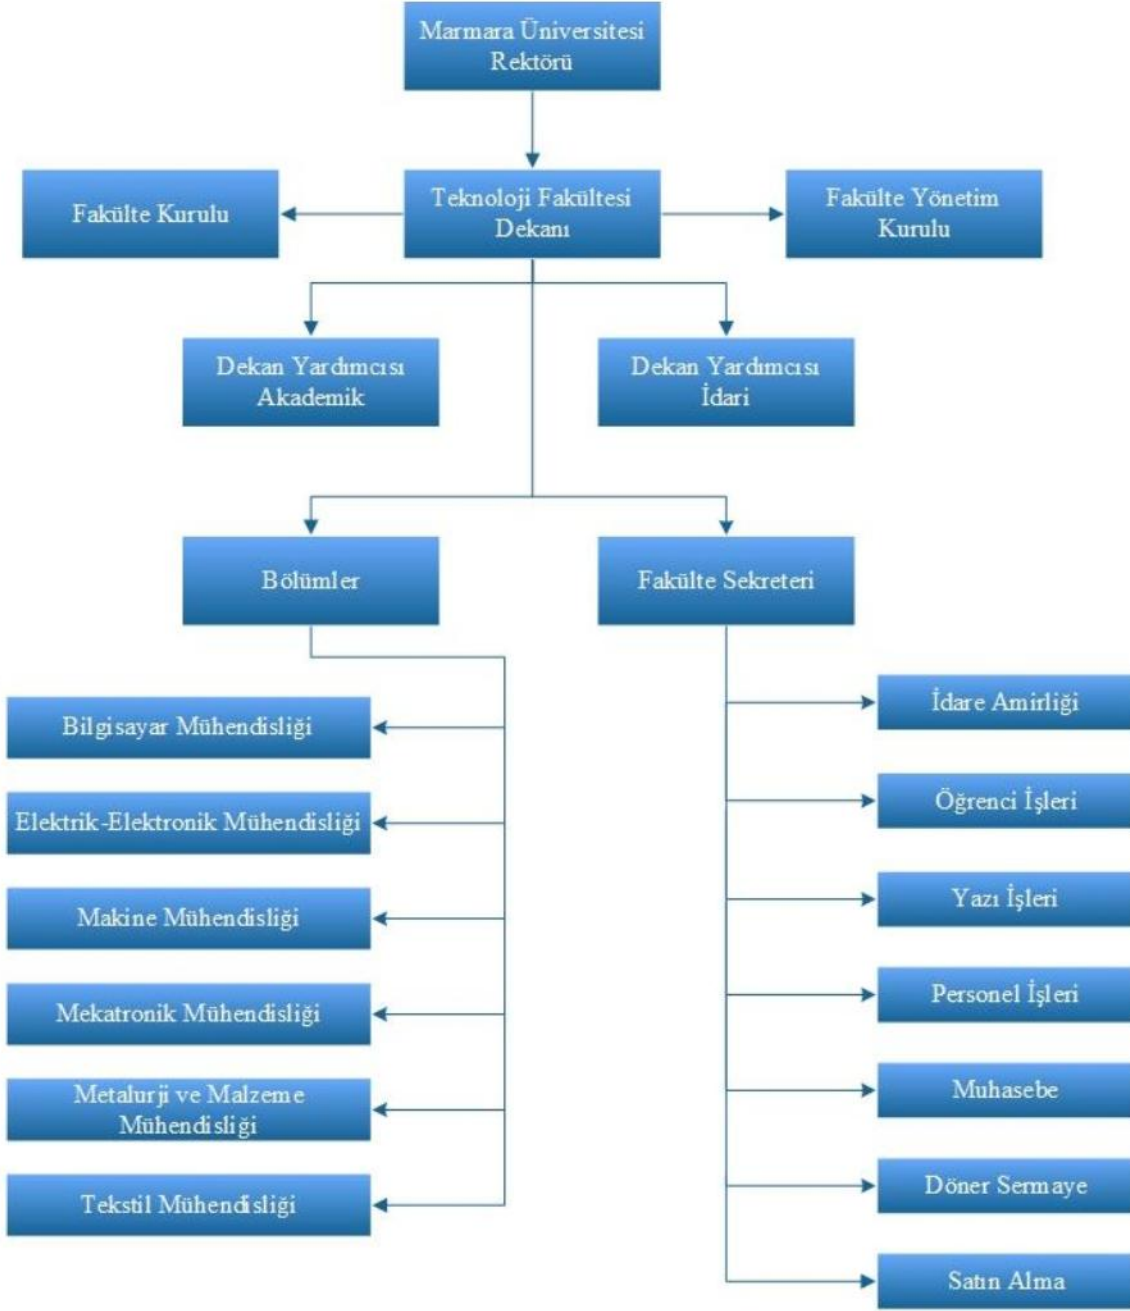 Marmara Üniversitesi
Rektörü
Fakülte Kurulu
Teknoloji Fakültesi
Dekanı
Fakülte Yönetim
Kurulu
Dekan Yardımcısı
Akademik
Dekan Yardımcısı
İdari
Bölümler
Fakülte Sekreteri
Bilgisayar Mühendisliği
Elektrik-Elektronik Mühendisliği
Makine Mühendisliği
Mekatronik Mühendisliği
Metalurji ve Malzeme
Mühendisliği
Tekstil Mühendisliği
İdare Amirliği
Öğrenci İşleri
Yazı İşleri
Personel İşleri
Muhasebe
Döner Sermaye
Satın Alma